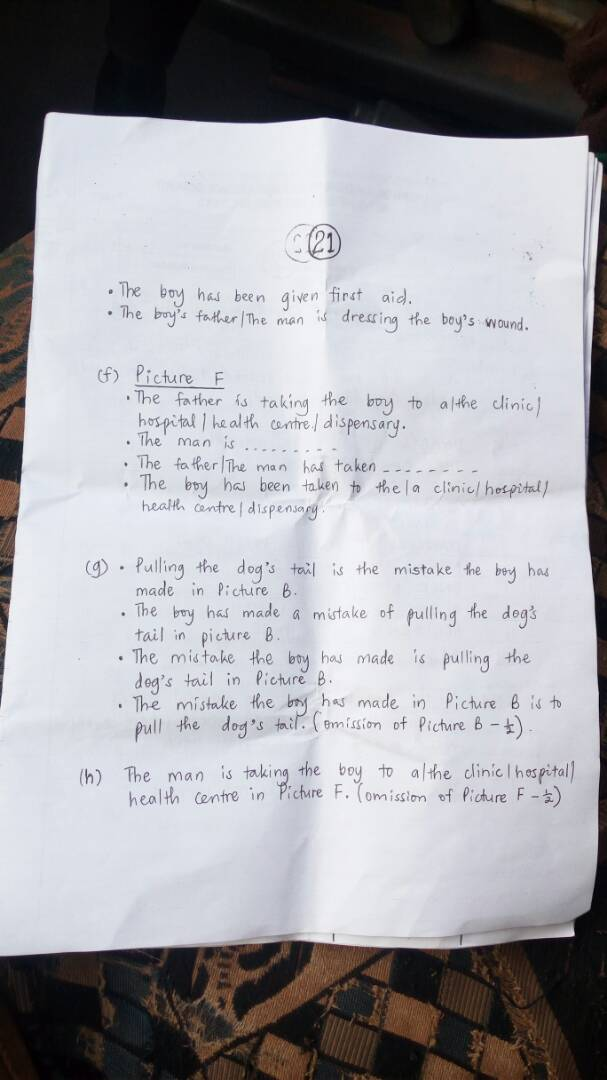 21
• The boy has been given first aid.
• The boy's father/The man is dressing the boy's wound.
(f) Picture F
• The father is taking the boy to a/the clinic/
hospital/health centre/dispensary.
• The man is ---------
• The father/The man has taken --------
• The boy has been taken to the/a clinic/hospital/
health centre/dispensary.
(g) • Pulling the dog's tail is the mistake the boy has
made in Picture B.
• The boy has made a mistake of pulling the dog's
tail in picture B.
• The mistake the boy has made is pulling the
dog's tail in Picture B.
• The mistake the boy has made in Picture B is to
pull the dog's tail. (omission of Picture B - ½).
(h) The man is taking the boy to a/the clinic/hospital/
health centre in Picture F. (omission of Picture F - ½)